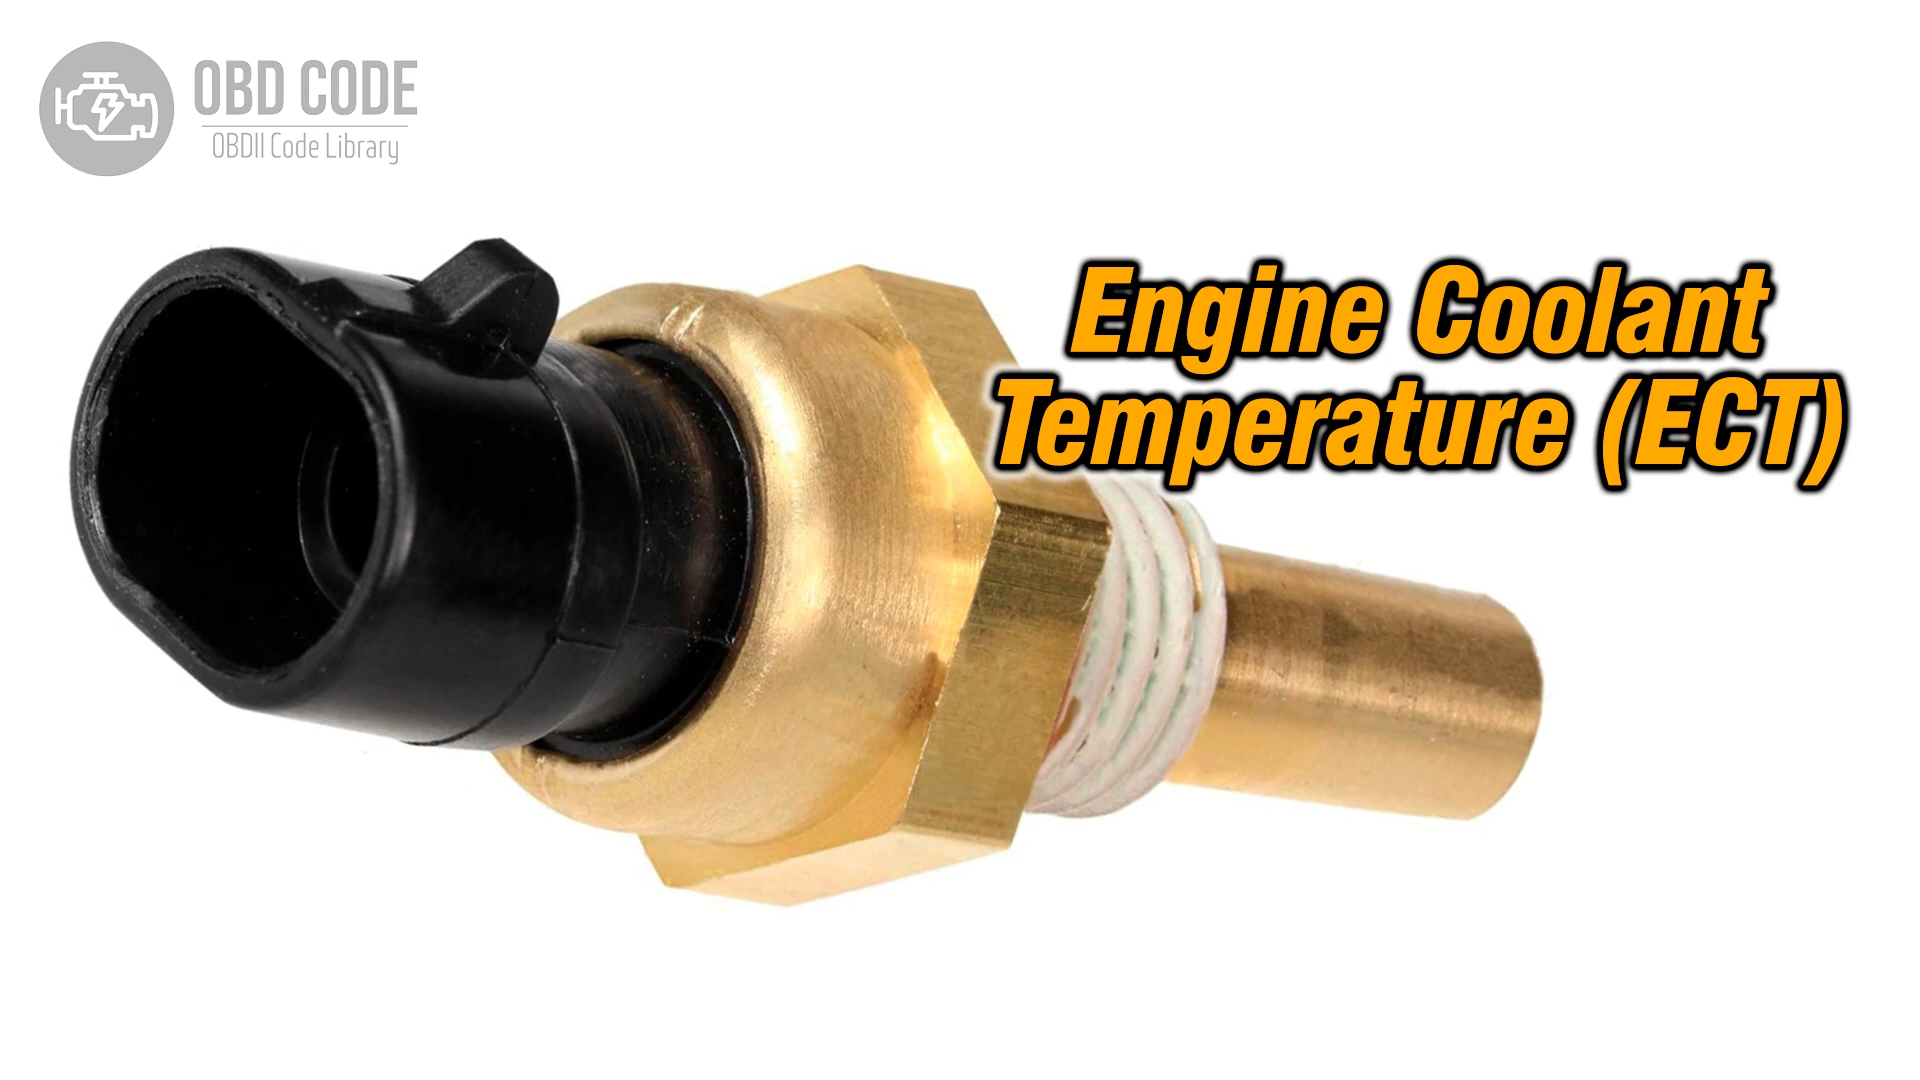 OBD CODE
OBDII Code Library
Engine Coolant
Temperature (ECT)